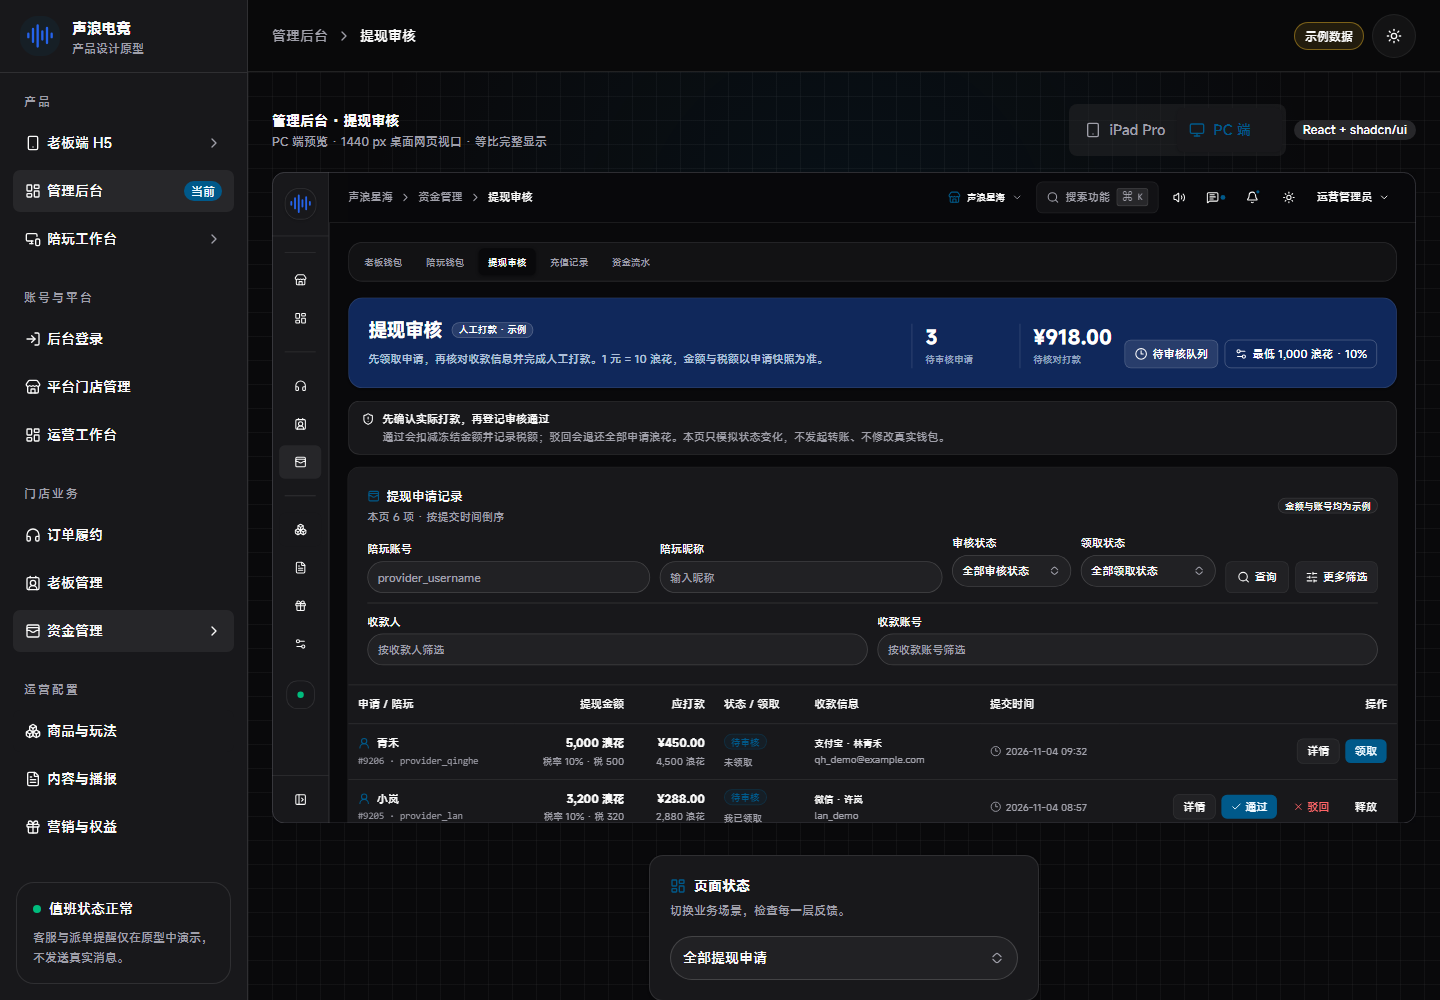 声浪电竞
产品设计原型
产品
老板端 H5
管理后台
当前
陪玩工作台
账号与平台
后台登录
平台门店管理
运营工作台
门店业务
订单履约
老板管理
资金管理
运营配置
商品与玩法
内容与播报
营销与权益
值班状态正常
客服与派单提醒仅在原型中演示，
不发送真实消息。
管理后台
提现审核
示例数据
管理后台 · 提现审核
PC 端预览 · 1440 px 桌面网页视口 · 等比完整显示
iPad Pro
PC 端
React + shadcn/ui
声浪星海
资金管理
提现审核
声浪星海
搜索功能
⌘ K
运营管理员
老板钱包
陪玩钱包
提现审核
充值记录
资金流水
提现审核
人工打款 · 示例
先领取申请，再核对收款信息并完成人工打款。1 元 = 10 浪花，金额与税额以申请快照为准。
3
待审核申请
¥918.00
待核对打款
待审核队列
最低 1,000 浪花 · 10%
先确认实际打款，再登记审核通过
通过会扣减冻结金额并记录税额；驳回会退还全部申请浪花。本页只模拟状态变化，不发起转账、不修改真实钱包。
提现申请记录
本页 6 项 · 按提交时间倒序
金额与账号均为示例
陪玩账号
provider_username
陪玩昵称
输入昵称
审核状态
全部审核状态
领取状态
全部领取状态
查询
更多筛选
收款人
按收款人筛选
收款账号
按收款账号筛选
申请 / 陪玩
提现金额
应打款
状态 / 领取
收款信息
提交时间
操作
青禾
5,000 浪花
¥450.00
待审核
支付宝 · 林青禾
2026-11-04 09:32
详情
领取
#9206 · provider_qinghe
税率 10% · 税 500
4,500 浪花
未领取
qh_demo@example.com
小岚
3,200 浪花
¥288.00
待审核
微信 · 许岚
2026-11-04 08:57
详情
通过
驳回
释放
#9205 · provider_lan
税率 10% · 税 320
2,880 浪花
我已领取
lan_demo
页面状态
切换业务场景，检查每一层反馈。
全部提现申请